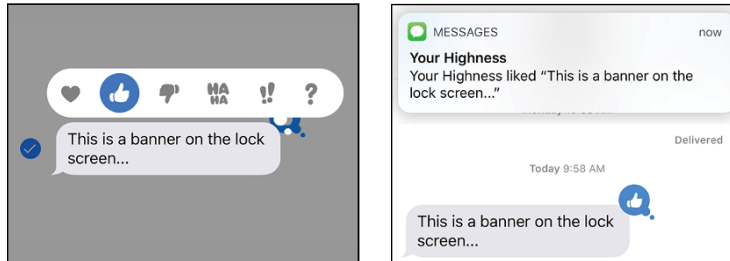 HA
HA
!!
?
This is a banner on the lock
screen...
MESSAGES
now
Your Highness
Your Highness liked “This is a banner on the
lock screen...”
Delivered
Today 9:58 AM
This is a banner on the lock
screen...